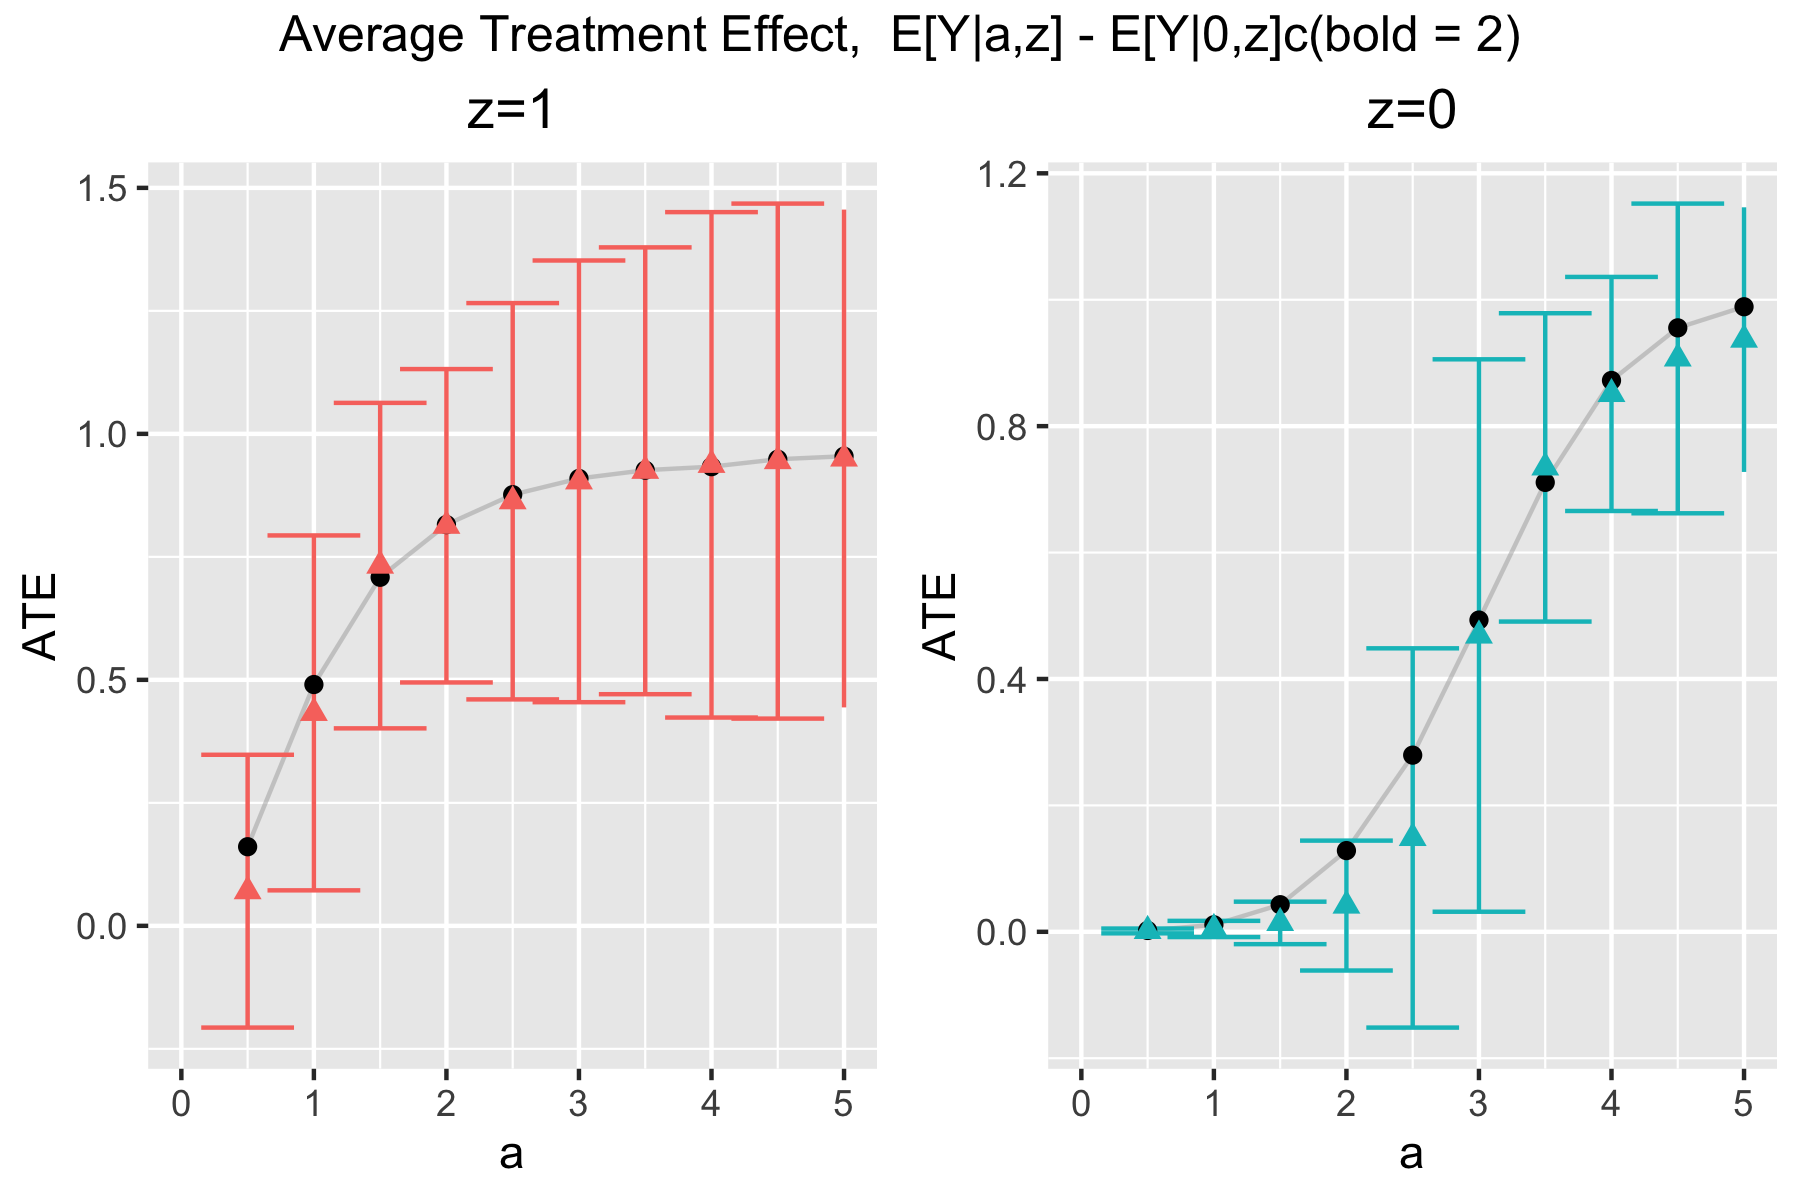 Average Treatment Effect,  E[Y|a,z] - E[Y|0,z]c(bold = 2)
z=1
z=0
1.5
1.0
0.5
0.0
ATE
0 1 2 3 4 5
a
1.2
0.8
0.4
0.0
ATE
0 1 2 3 4 5
a